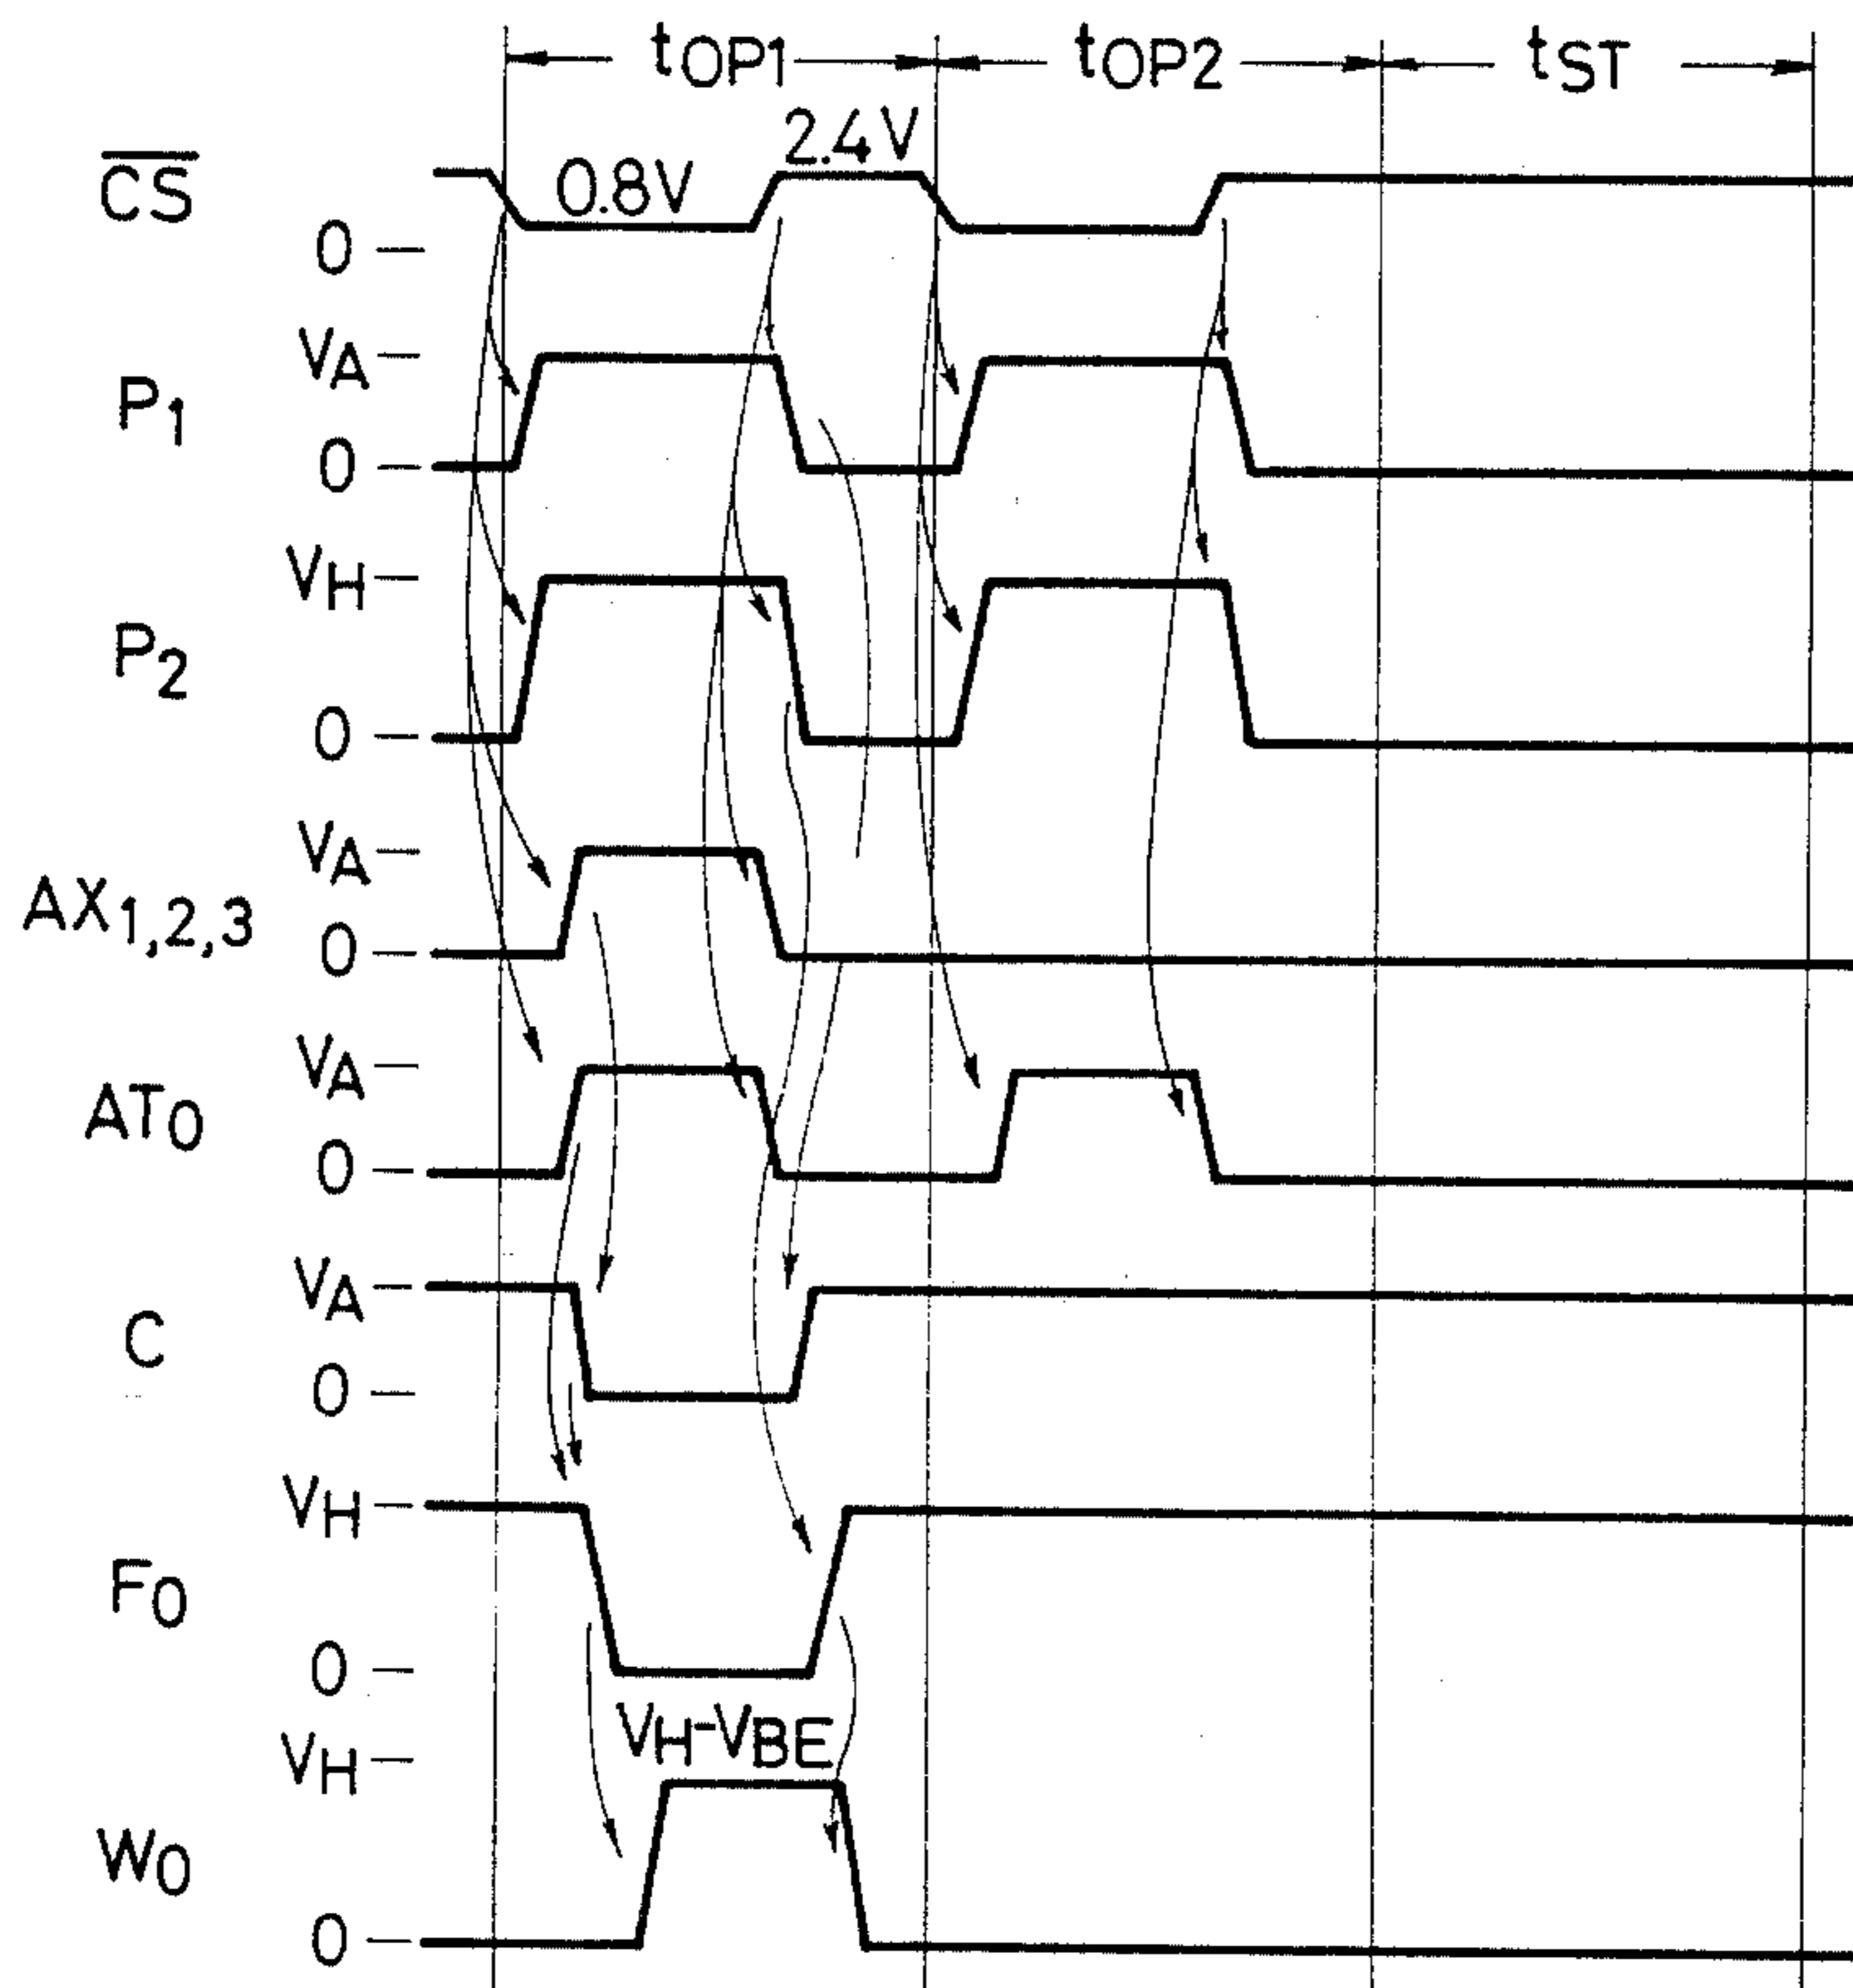 tOP1 tOP2 tST
CS 0.8V 2.4V
0
P1 VA
0
P2 VH
0
AX1,2,3 VA
0
AT0 VA
0
C VA
0
F0 VH
0
W0 VH VH-VBE
0